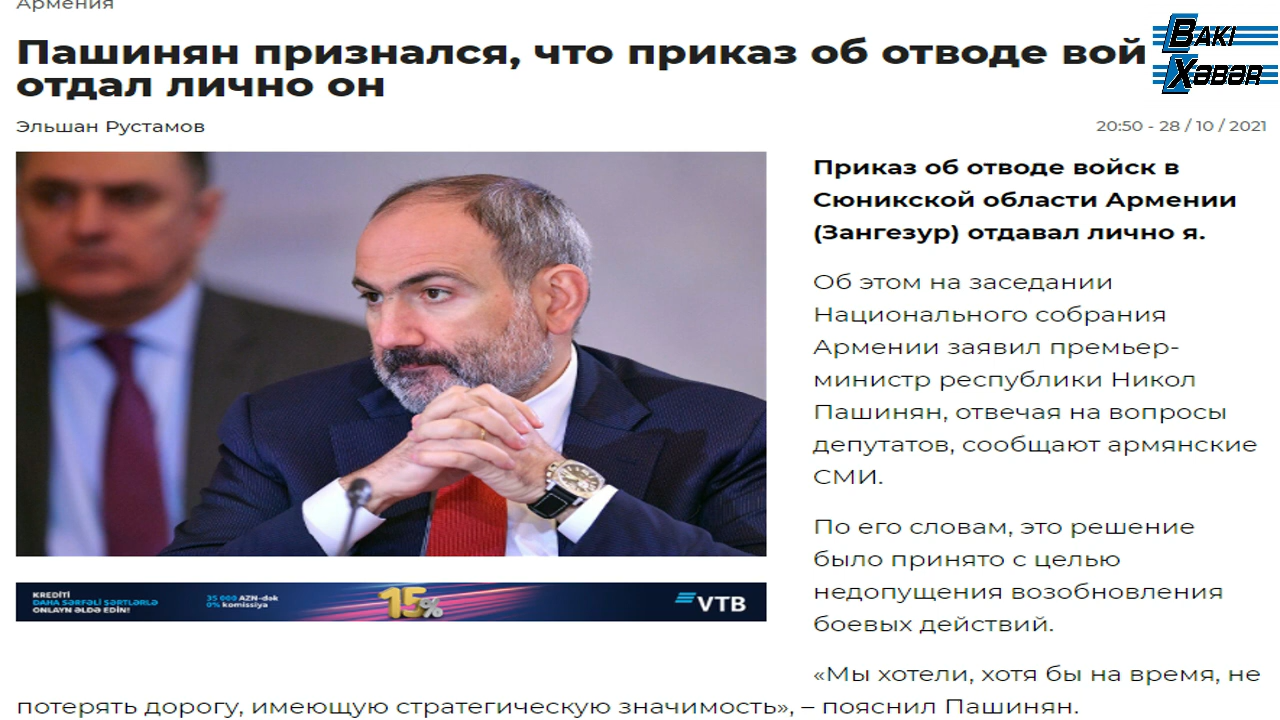 Армения
Пашинян признался, что приказ об отводе вой
отдал лично он
BAKI
XƏBƏR
Эльшан Рустамов
20:50 - 28 / 10 / 2021
Приказ об отводе войск в
Сюникской области Армении
(Зангезур) отдавал лично я.
Об этом на заседании
Национального собрания
Армении заявил премьер-
министр республики Никол
Пашинян, отвечая на вопросы
депутатов, сообщают армянские
СМИ.
По его словам, это решение
было принято с целью
недопущения возобновления
боевых действий.
KREDİTİ
DAHA SƏRFƏLİ ŞƏRTLƏRLƏ
ONLAYN ƏLDƏ EDİN!
35 000 AZN-dək
0% komissiya
15%
VTB
«Мы хотели, хотя бы на время, не
потерять дорогу, имеющую стратегическую значимость», – пояснил Пашинян.